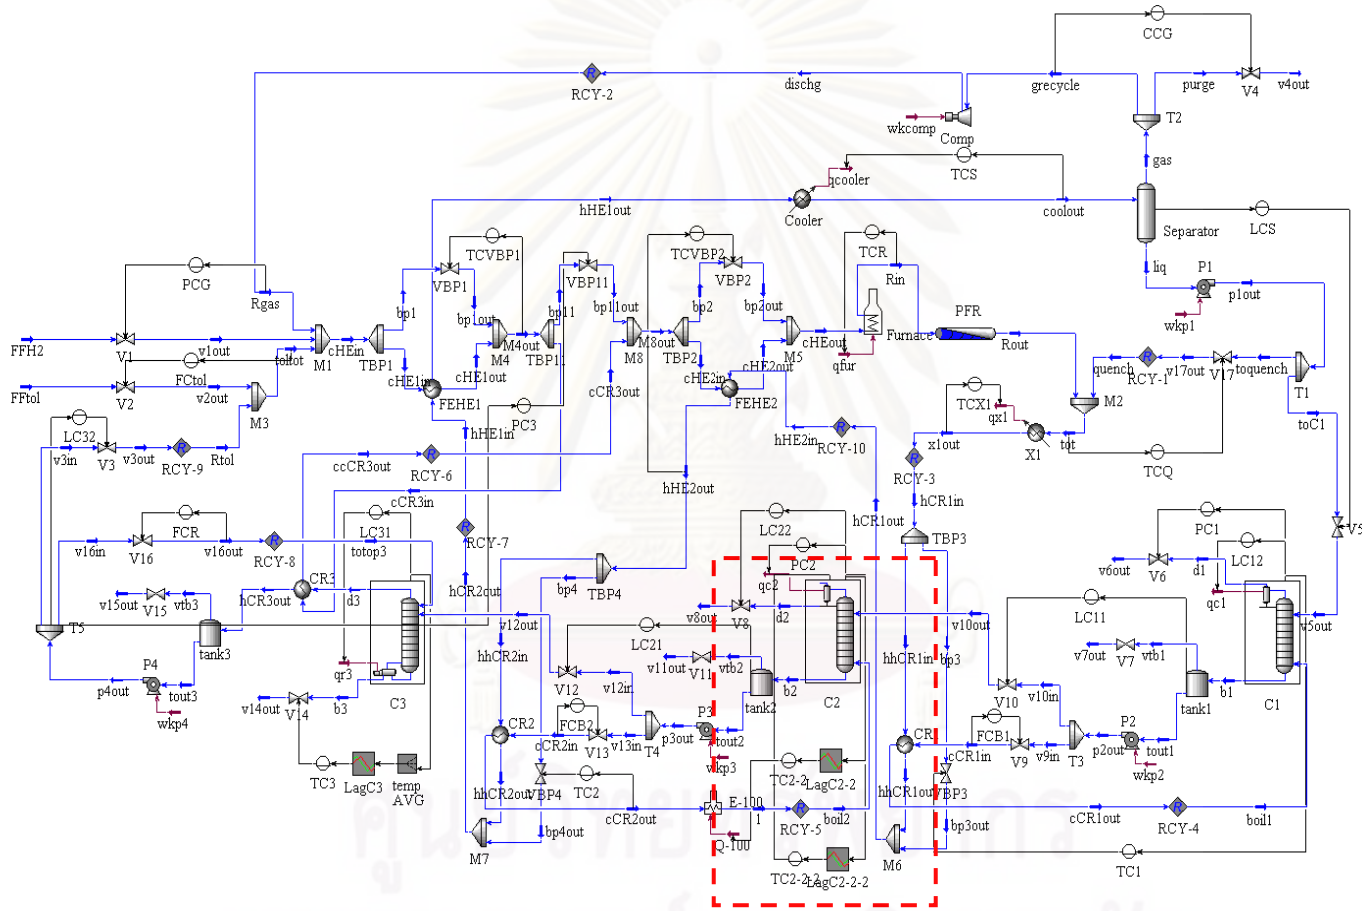 CCG
RCY-2
dischg
grecycle
purge
V4
v4out
wkcomp
Comp
T2
TCS
gas
qcooler
hHE1out
Cooler
coolout
Separator
LCS
TCVBP1
TCVBP2
TCR
PCG
VBP1
VBP11
VBP2
Rin
liq
P1
p1out
Rgas
bp1
bp1out
bp11
bp11out
bp2
bp2out
PFR
wkp1
FFH2
V1
v1out
toltot
M1
cHEin
TBP1
M4
M4out
TBP11
M8
M8out
TBP2
M5
cHEout
Furnace
Rout
FCtol
qfur
quench
RCY-1
v17out
V17
toquench
T1
FFtol
V2
v2out
M3
cHE1in
cHE1out
FEHE1
cHE2in
cHE2out
FEHE2
cCR3out
TCX1
qx1
M2
toC1
LC32
PC3
v3in
V3
v3out
RCY-9
Rtol
hHE1in
hHE2in
RCY-10
x1out
X1
tot
TCQ
ccCR3out
RCY-6
RCY-3
cCR3in
hHE2out
hCR1in
hCR1out
FCR
LC31
LC22
PC1
V5
v16in
V16
v16out
RCY-8
totop3
RCY-7
TBP3
LC12
PC2
hCR2out
bp4
TBP4
qc2
v6out
V6
d1
qc1
v15out
V15
vtb3
hCR3out
CR3
d3
v12out
v8out
V8
d2
v10out
LC11
v5out
T5
tank3
LC21
hhCR2in
hhCR1in
bp3
v7out
V7
vtb1
v11out
V11
vtb2
V12
v12in
tank2
b2
C2
V10
v10in
tank1
b1
C1
P4
p4out
tout3
wkp4
qr3
v14out
V14
b3
C3
CR2
cCR2in
FCB2
V13
v13in
T4
p3out
P3
tout2
wkp3
CR
cCR1in
FCB1
V9
v9in
T3
p2out
P2
tout1
wkp2
TC3
LagC3
temp
AVG
hhCR2out
VBP4
TC2
TC2-2
LagC2-2
hhCR1out
VBP3
cCR2out
E-100
1
RCY-5
boil2
cCR1out
RCY-4
boil1
bp4out
M7
Q-100
bp3out
M6
TC1
TC2-2-2
LagC2-2-2